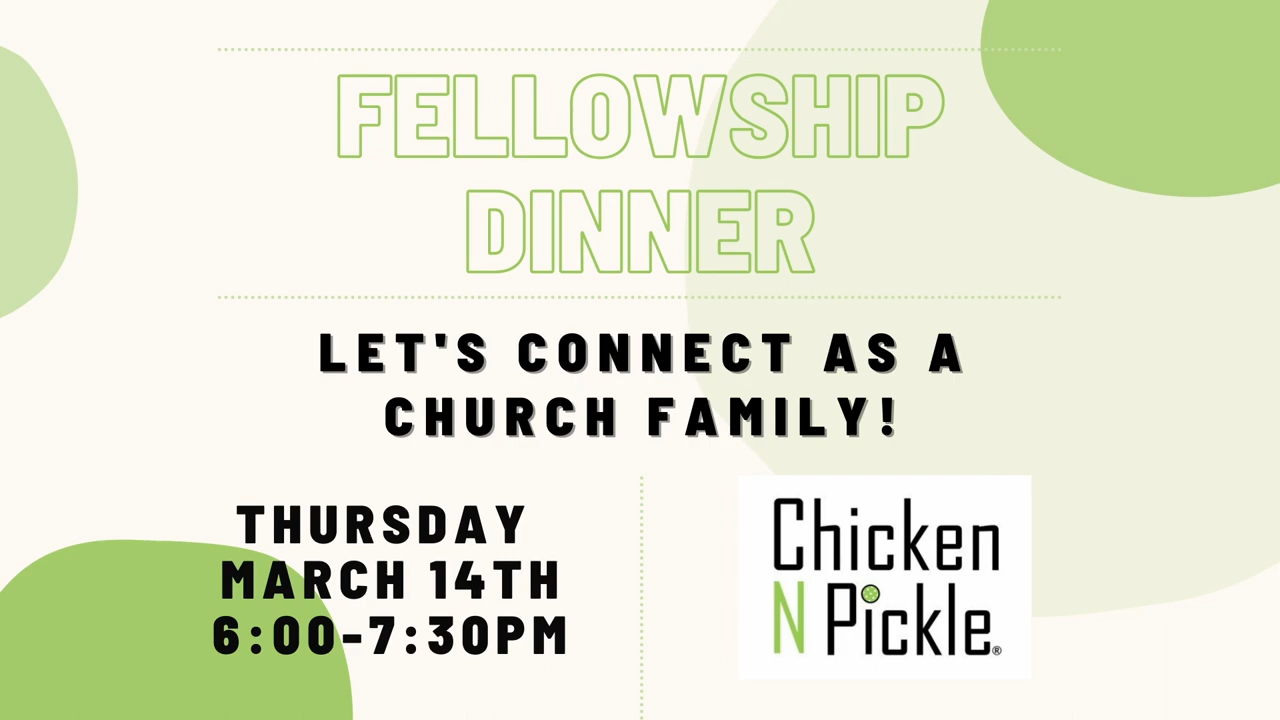 FELLOWSHIP
DINNER
LET'S CONNECT AS A
CHURCH FAMILY!
THURSDAY
MARCH 14TH
6:00-7:30PM
Chicken
N Pickle®